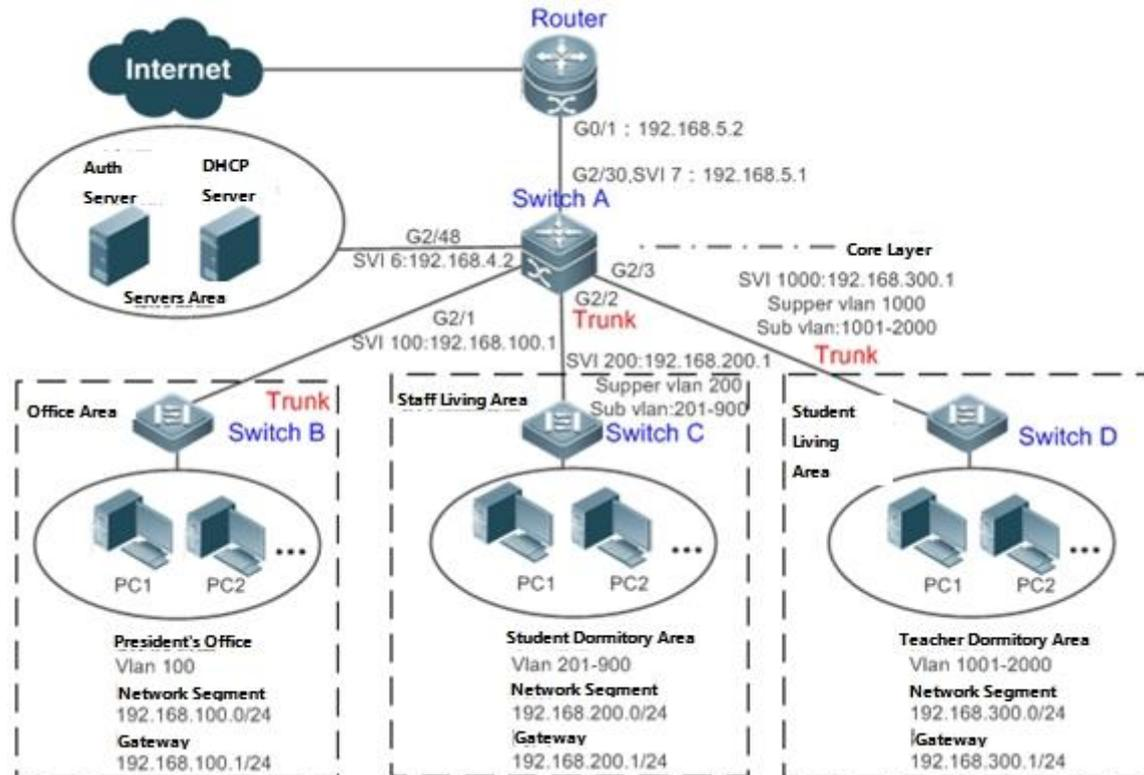 Router
Internet
G0/1 : 192.168.5.2
Auth
Server
DHCP
Server
G2/30,SVI 7 : 192.168.5.1
Switch A
G2/48
SVI 6:192.168.4.2
Servers Area
Core Layer
G2/3
SVI 1000:192.168.300.1
Supper vlan 1000
Sub vlan:1001-2000
Trunk
G2/2
Trunk
G2/1
SVI 100:192.168.100.1
SVI 200:192.168.200.1
Supper vlan 200
Sub vlan:201-900
Office Area
Trunk
Switch B
PC1
PC2
...
President's Office
Vlan 100
Network Segment
192.168.100.0/24
Gateway
192.168.100.1/24
Staff Living Area
Switch C
PC1
PC2
...
Student Dormitory Area
Vlan 201-900
Network Segment
192.168.200.0/24
Gateway
192.168.200.1/24
Student
Living
Area
Switch D
PC1
PC2
...
Teacher Dormitory Area
Vlan 1001-2000
Network Segment
192.168.300.0/24
Gateway
192.168.300.1/24